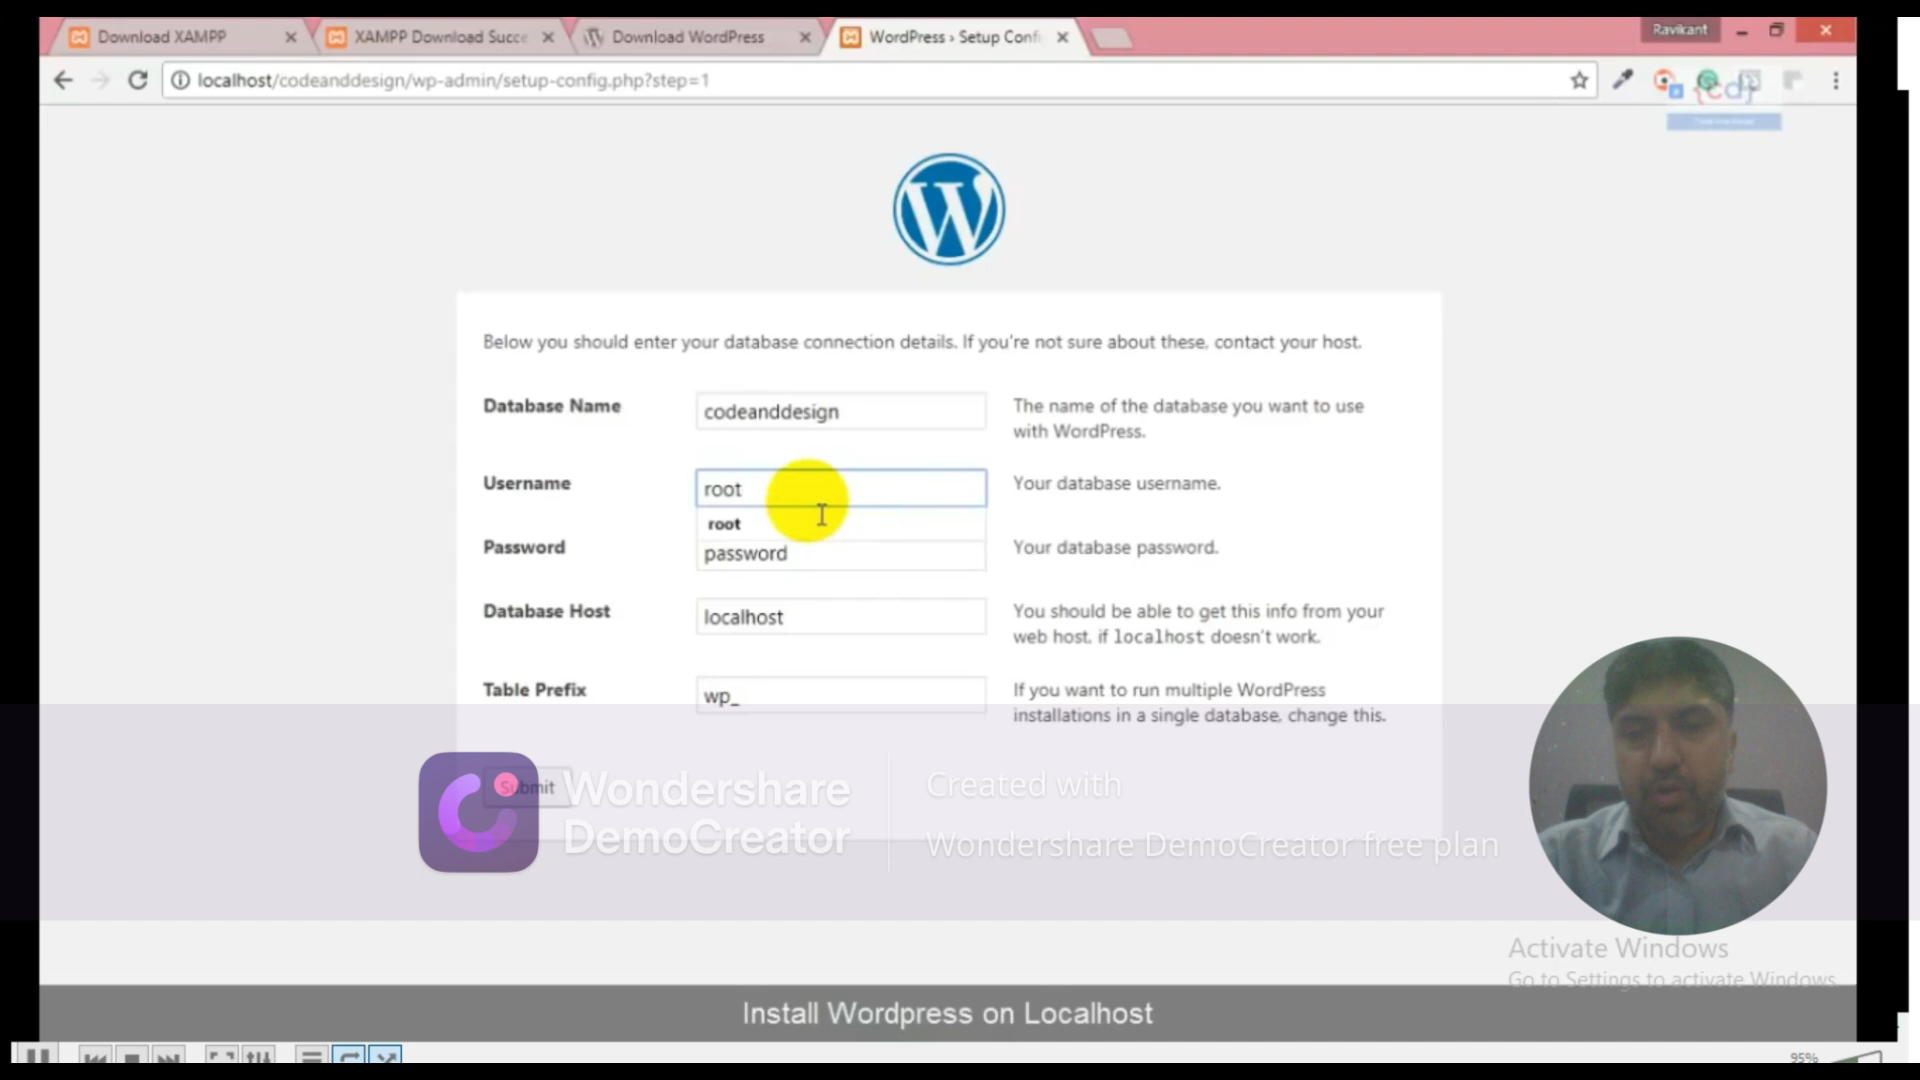 Download XAMPP
XAMPP Download Succe
Download WordPress
WordPress › Setup Confi
Ravikant
localhost/codeanddesign/wp-admin/setup-config.php?step=1
{cd}
Below you should enter your database connection details. If you're not sure about these, contact your host.
Database Name
codeanddesign
The name of the database you want to use
with WordPress.
Username
root
Your database username.
root
Password
password
Your database password.
Database Host
localhost
You should be able to get this info from your
web host, if localhost doesn't work.
Table Prefix
wp_
If you want to run multiple WordPress
installations in a single database, change this.
Submit
Wondershare
DemoCreator
Created with
Wondershare DemoCreator free plan
Activate Windows
Go to Settings to activate Windows.
Install Wordpress on Localhost
95%